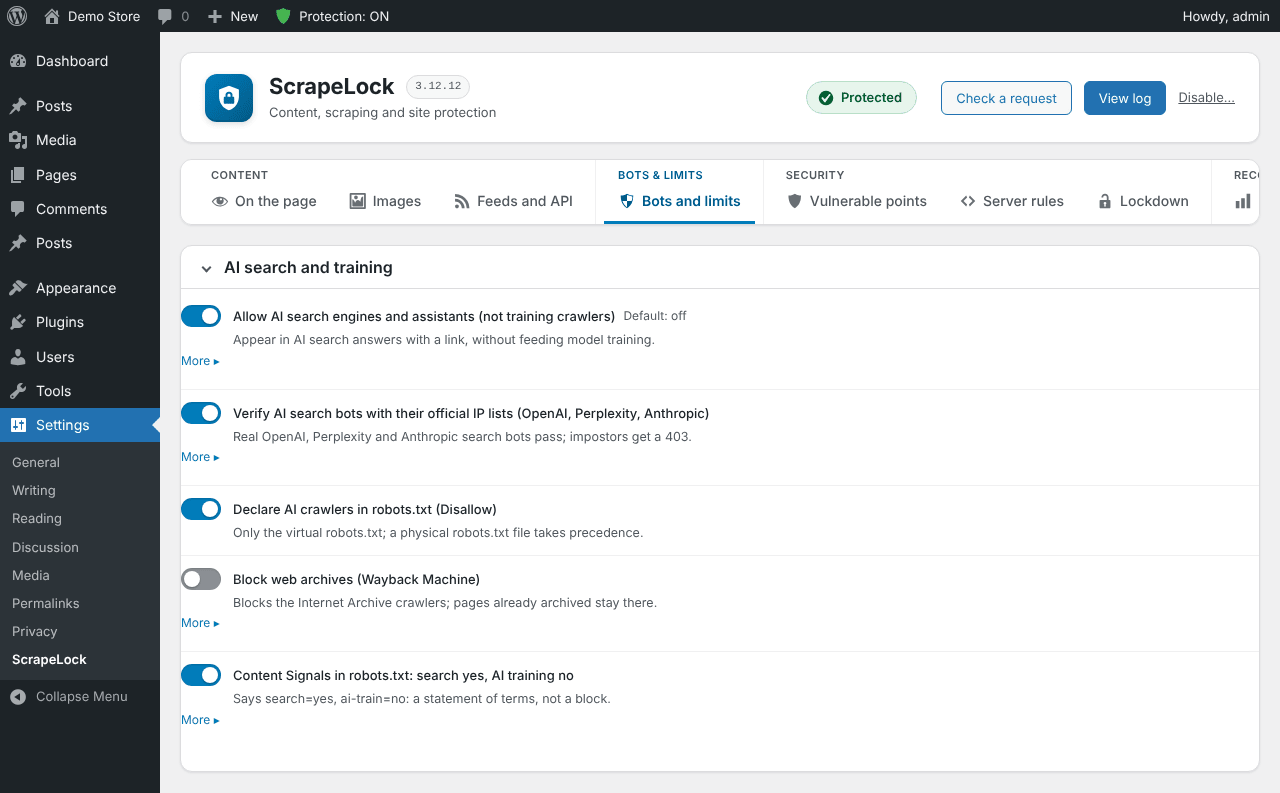 Demo Store
0
New
Protection: ON
Howdy, admin
Dashboard
Posts
Media
Pages
Comments
Posts
Appearance
Plugins
Users
Tools
Settings
General
Writing
Reading
Discussion
Media
Permalinks
Privacy
ScrapeLock
Collapse Menu
ScrapeLock 3.12.12
Content, scraping and site protection
Protected
Check a request
View log
Disable...
CONTENT
On the page
Images
Feeds and API
BOTS & LIMITS
Bots and limits
SECURITY
Vulnerable points
Server rules
Lockdown
AI search and training
Allow AI search engines and assistants (not training crawlers) Default: off
Appear in AI search answers with a link, without feeding model training.
More ▸
Verify AI search bots with their official IP lists (OpenAI, Perplexity, Anthropic)
Real OpenAI, Perplexity and Anthropic search bots pass; impostors get a 403.
More ▸
Declare AI crawlers in robots.txt (Disallow)
Only the virtual robots.txt; a physical robots.txt file takes precedence.
Block web archives (Wayback Machine)
Blocks the Internet Archive crawlers; pages already archived stay there.
More ▸
Content Signals in robots.txt: search yes, AI training no
Says search=yes, ai-train=no: a statement of terms, not a block.
More ▸